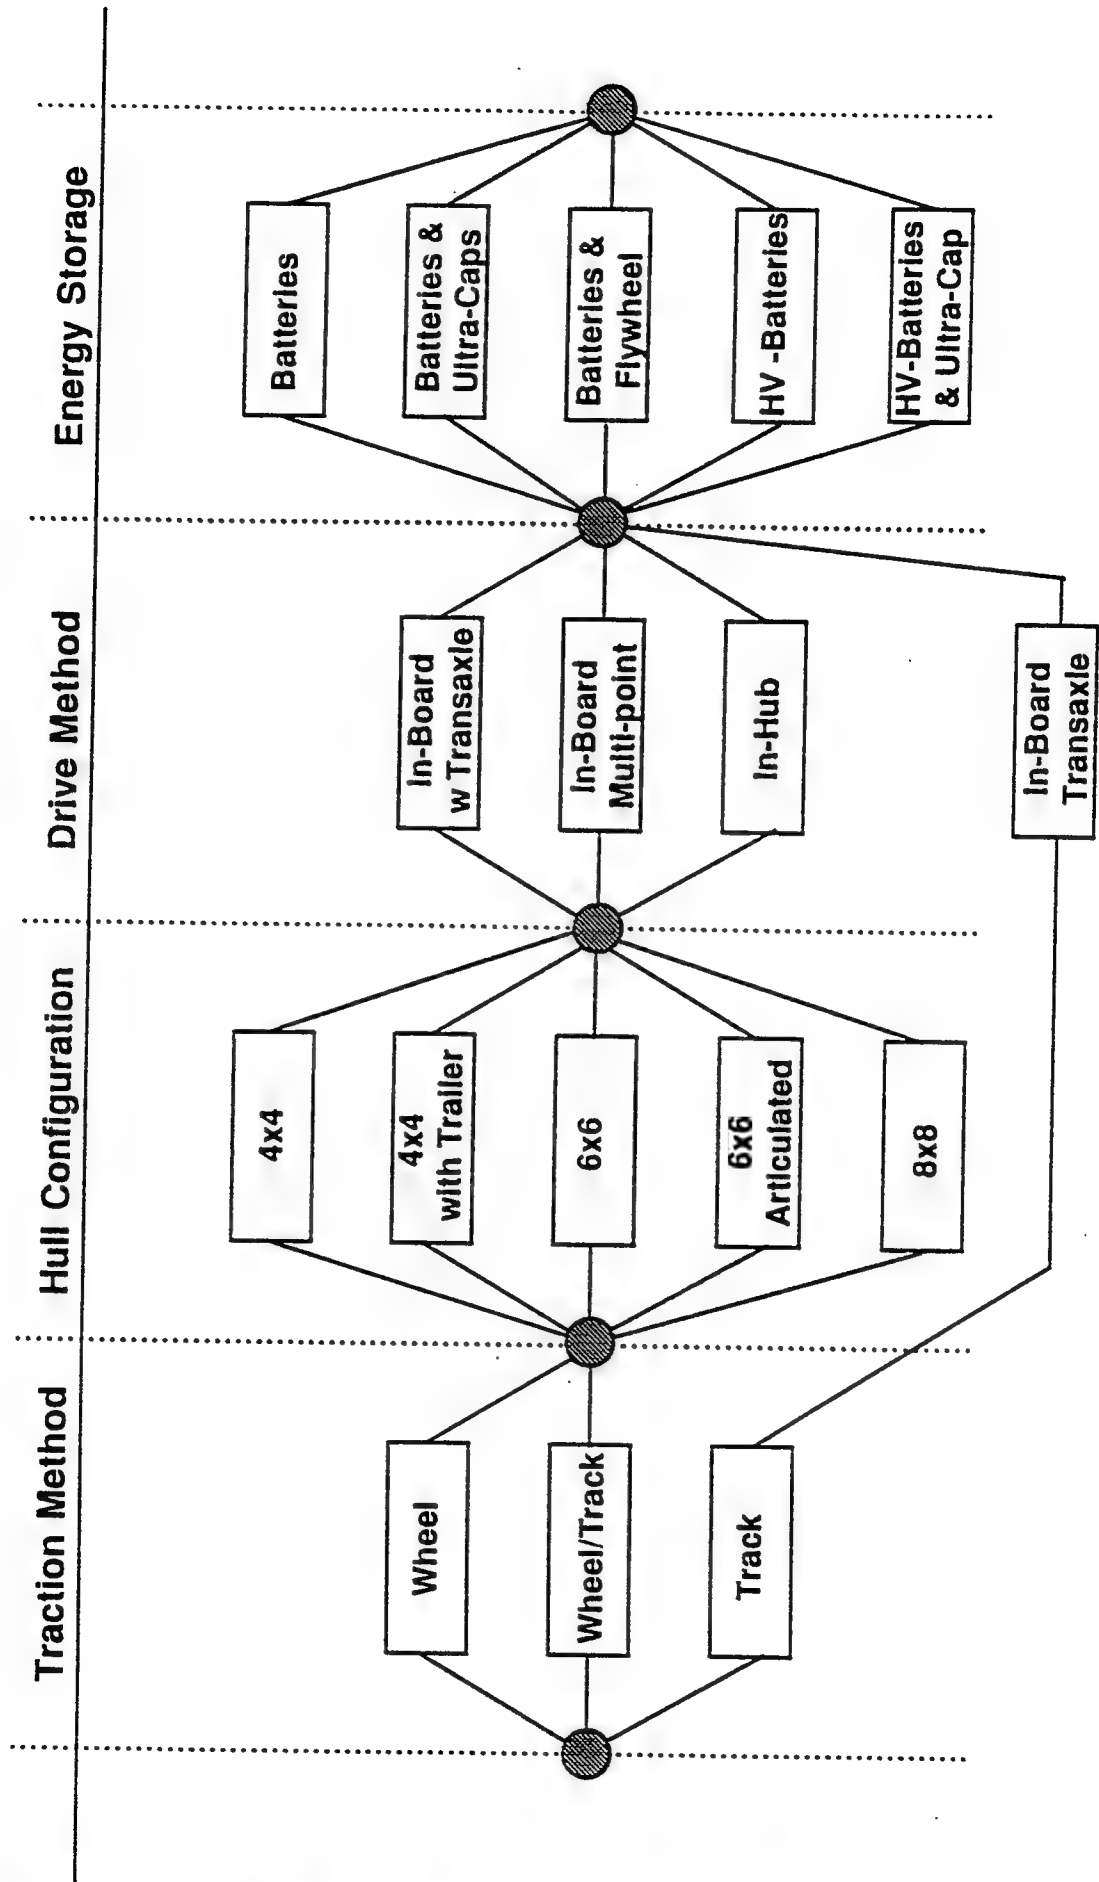 Traction Method
Hull Configuration
Drive Method
Energy Storage
Wheel
Wheel/Track
Track
4x4
4x4
with Trailer
6x6
6x6
Articulated
8x8
In-Board
w Transaxle
In-Board
Multi-point
In-Hub
In-Board
Transaxle
Batteries
Batteries &
Ultra-Caps
Batteries &
Flywheel
HV -Batteries
HV-Batteries
& Ultra-Cap